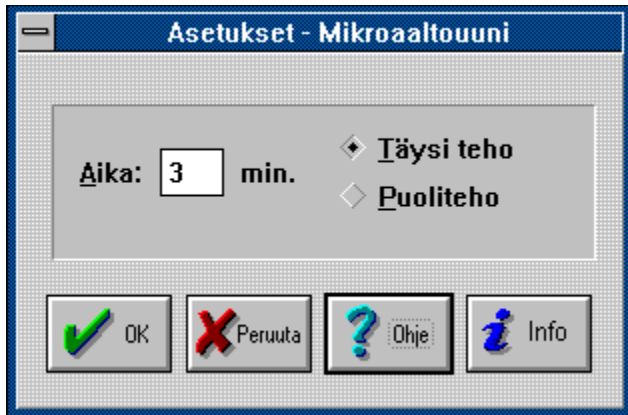 Asetukset - Mikroaaltouuni
Aika: 3 min.
Täysi teho
Puoliteho
OK Peruuta Ohje Info